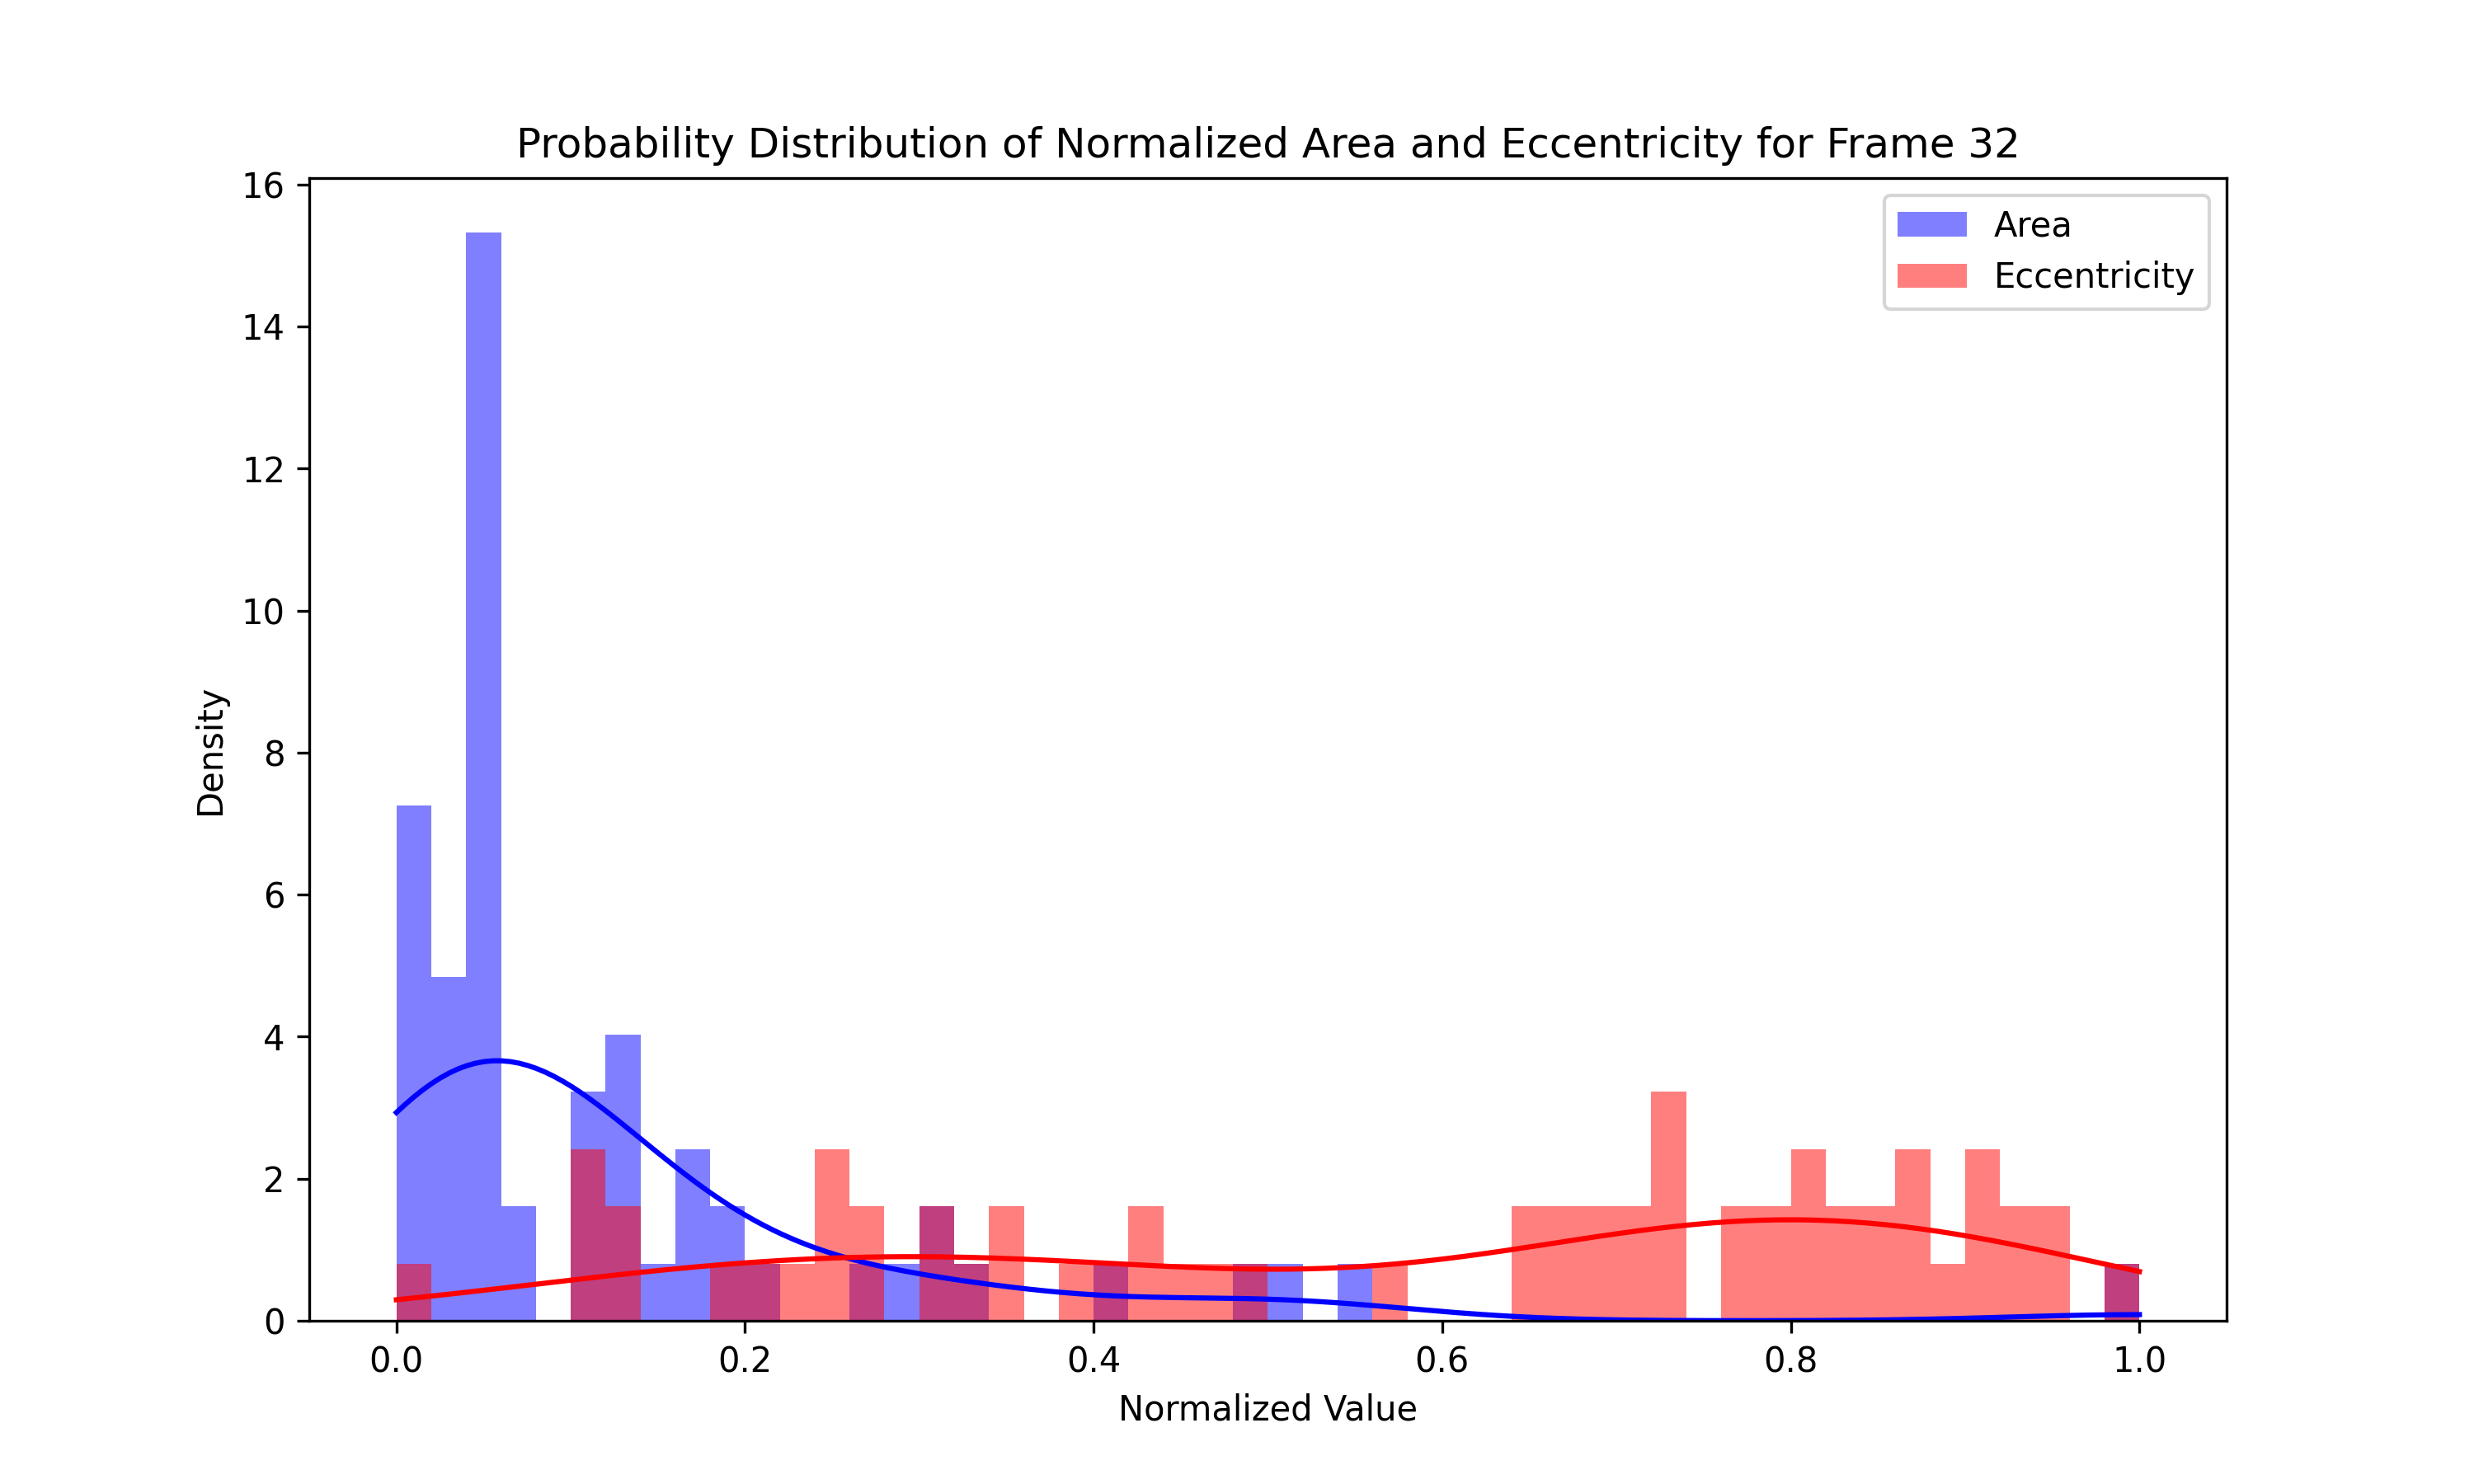 Probability Distribution of Normalized Area and Eccentricity for Frame 32
16
14
12
10
8
6
4
2
0
Density
Area
Eccentricity
0.0 0.2 0.4 0.6 0.8 1.0
Normalized Value